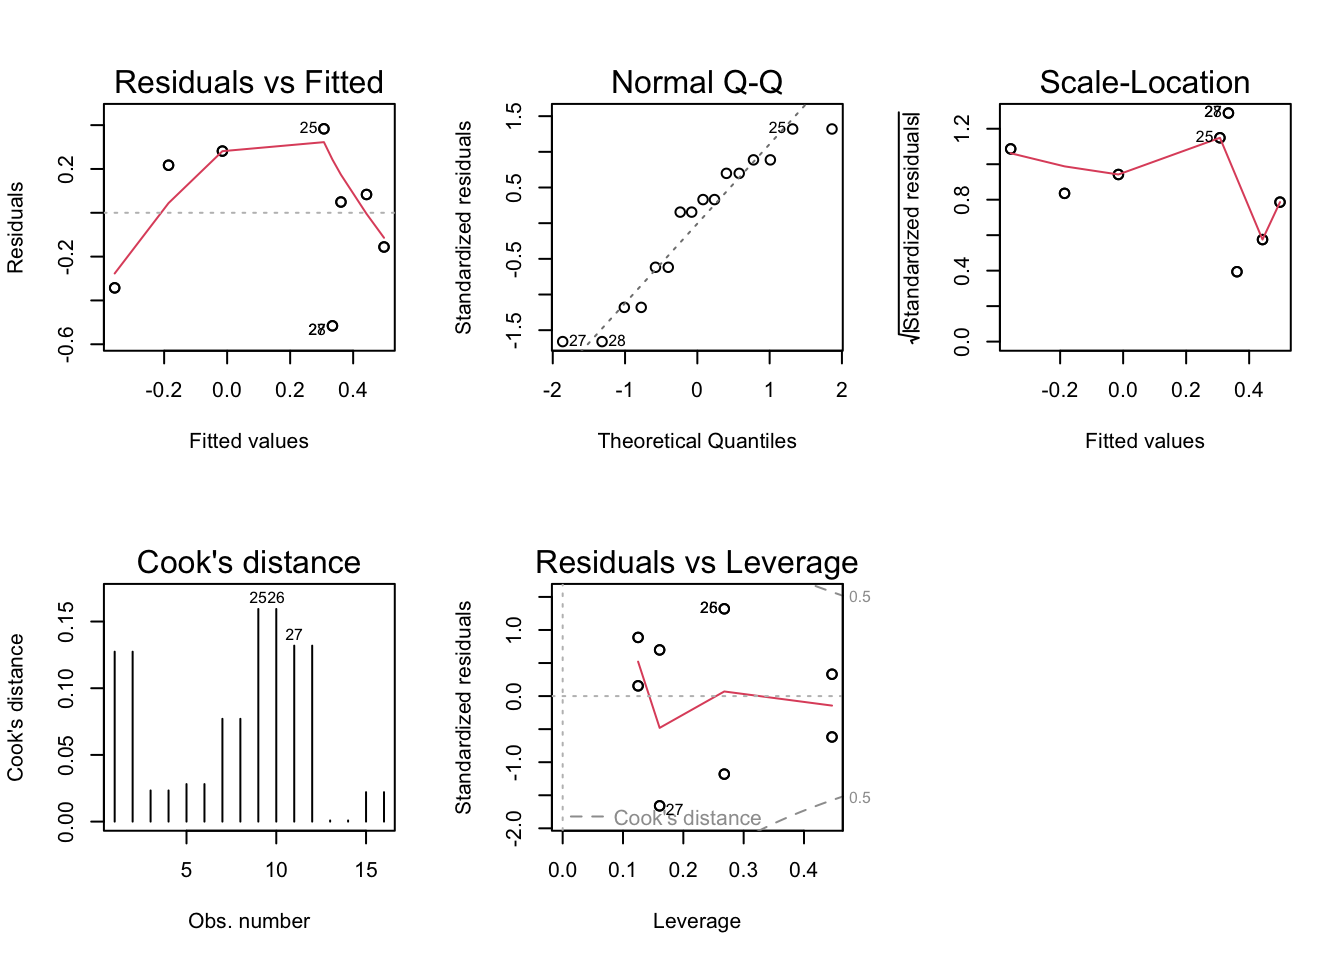 Residuals vs Fitted
Residuals
0.2
-0.2
-0.6
25
28
27
-0.2 0.0 0.2 0.4
Fitted values
Normal Q-Q
Standardized residuals
1.5
0.5
-0.5
-1.5
25
27
28
-2 -1 0 1 2
Theoretical Quantiles
Scale-Location
√|Standardized residuals|
1.2
0.8
0.4
0.0
28
27
25
-0.2 0.0 0.2 0.4
Fitted values
Cook's distance
Cook's distance
0.15
0.10
0.05
0.00
25 26
27
5 10 15
Obs. number
Residuals vs Leverage
Standardized residuals
1.0
0.0
-1.0
-2.0
26
27
0.5
0.5
Cook's distance
0.0 0.1 0.2 0.3 0.4
Leverage